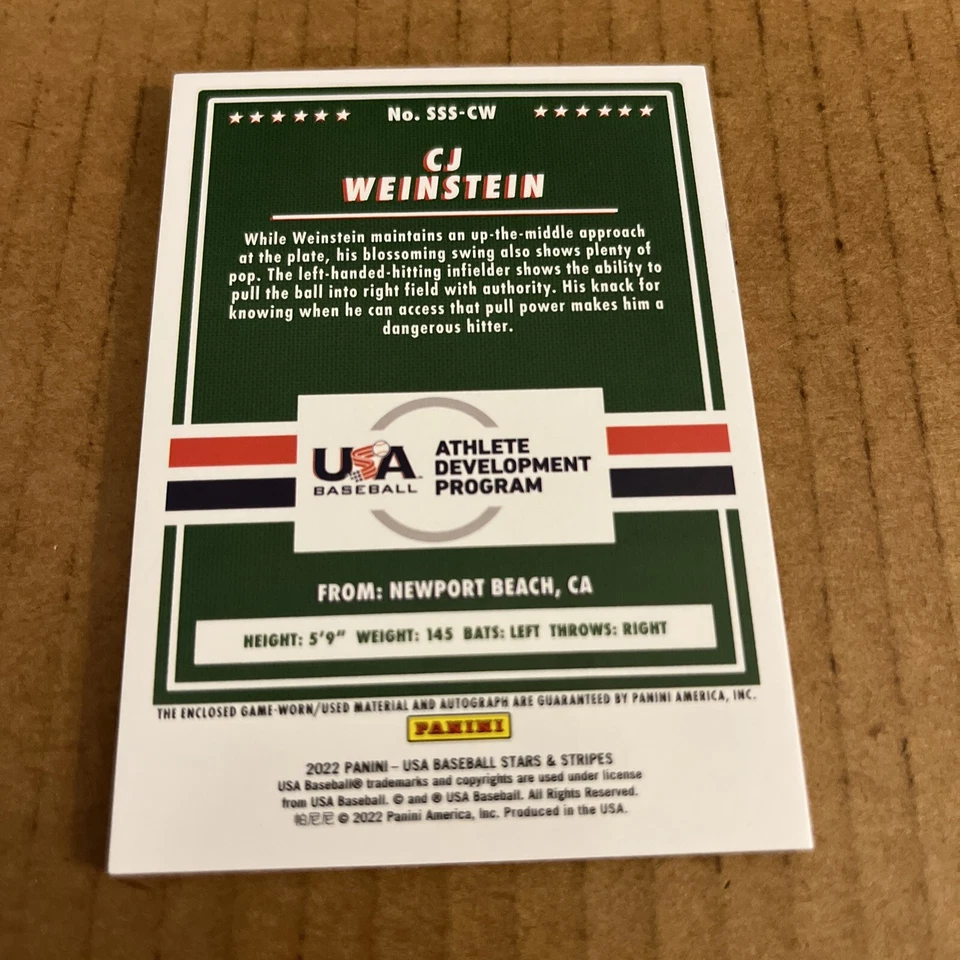 No. SSS-CW
CJ
WEINSTEIN
While Weinstein maintains an up-the-middle approach
at the plate, his blossoming swing also shows plenty of
pop. The left-handed-hitting infielder shows the ability to
pull the ball into right field with authority. His knack for
knowing when he can access that pull power makes him a
dangerous hitter.
USA
BASEBALL
ATHLETE
DEVELOPMENT
PROGRAM
FROM: NEWPORT BEACH, CA
HEIGHT: 5'9" WEIGHT: 145 BATS: LEFT THROWS: RIGHT
THE ENCLOSED GAME-WORN/USED MATERIAL AND AUTOGRAPH ARE GUARANTEED BY PANINI AMERICA, INC.
PANINI
2022 PANINI – USA BASEBALL STARS & STRIPES
USA Baseball® trademarks and copyrights are used under license
from USA Baseball. © and ® USA Baseball. All Rights Reserved.
帕尼尼 © 2022 Panini America, Inc. Produced in the USA.